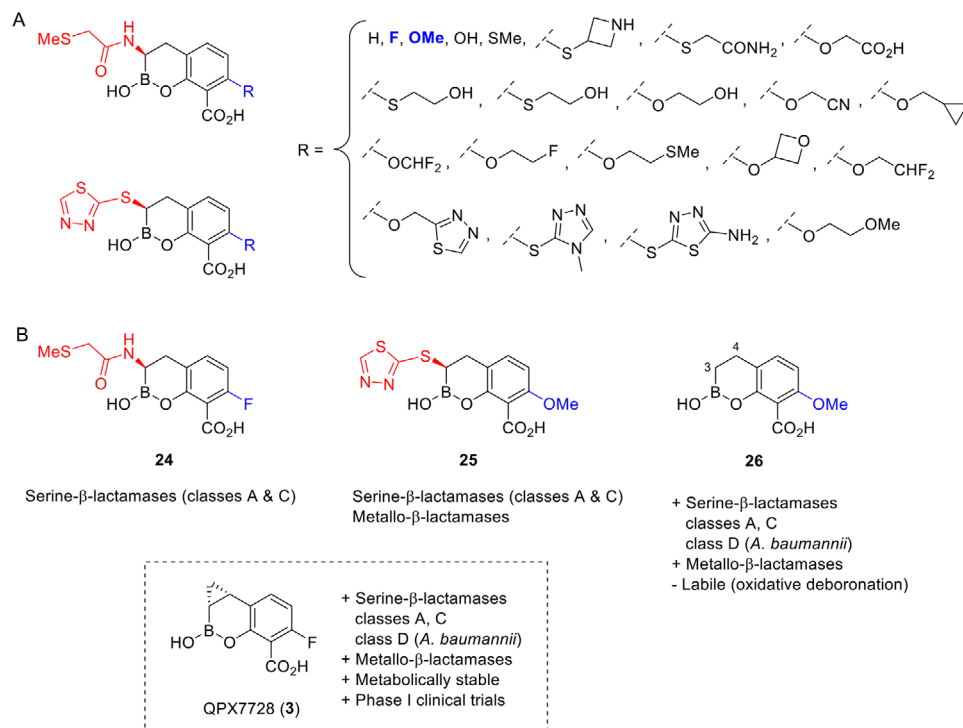 A
MeS
O
H
N
B
HO
O
CO₂H
R
S
N
N
S
B
HO
O
CO₂H
R
R =
H, F, OMe, OH, SMe,
S
NH
,
S
CONH₂
,
O
CO₂H
S
OH
,
S
OH
,
O
OH
,
O
CN
,
O
OCHF₂
,
O
F
,
O
SMe
,
O
O
,
O
CHF₂
O
N
N
S
,
S
N
N
N
,
S
N
N
S
NH₂
,
O
OMe
B
MeS
O
H
N
B
HO
O
CO₂H
F
24
Serine-β-lactamases (classes A & C)
S
N
N
S
B
HO
O
CO₂H
OMe
25
Serine-β-lactamases (classes A & C)
Metallo-β-lactamases
4
3
B
HO
O
CO₂H
OMe
26
+ Serine-β-lactamases
classes A, C
class D (A. baumannii)
+ Metallo-β-lactamases
- Labile (oxidative deboronation)
B
HO
O
CO₂H
F
QPX7728 (3)
+ Serine-β-lactamases
classes A, C
class D (A. baumannii)
+ Metallo-β-lactamases
+ Metabolically stable
+ Phase I clinical trials